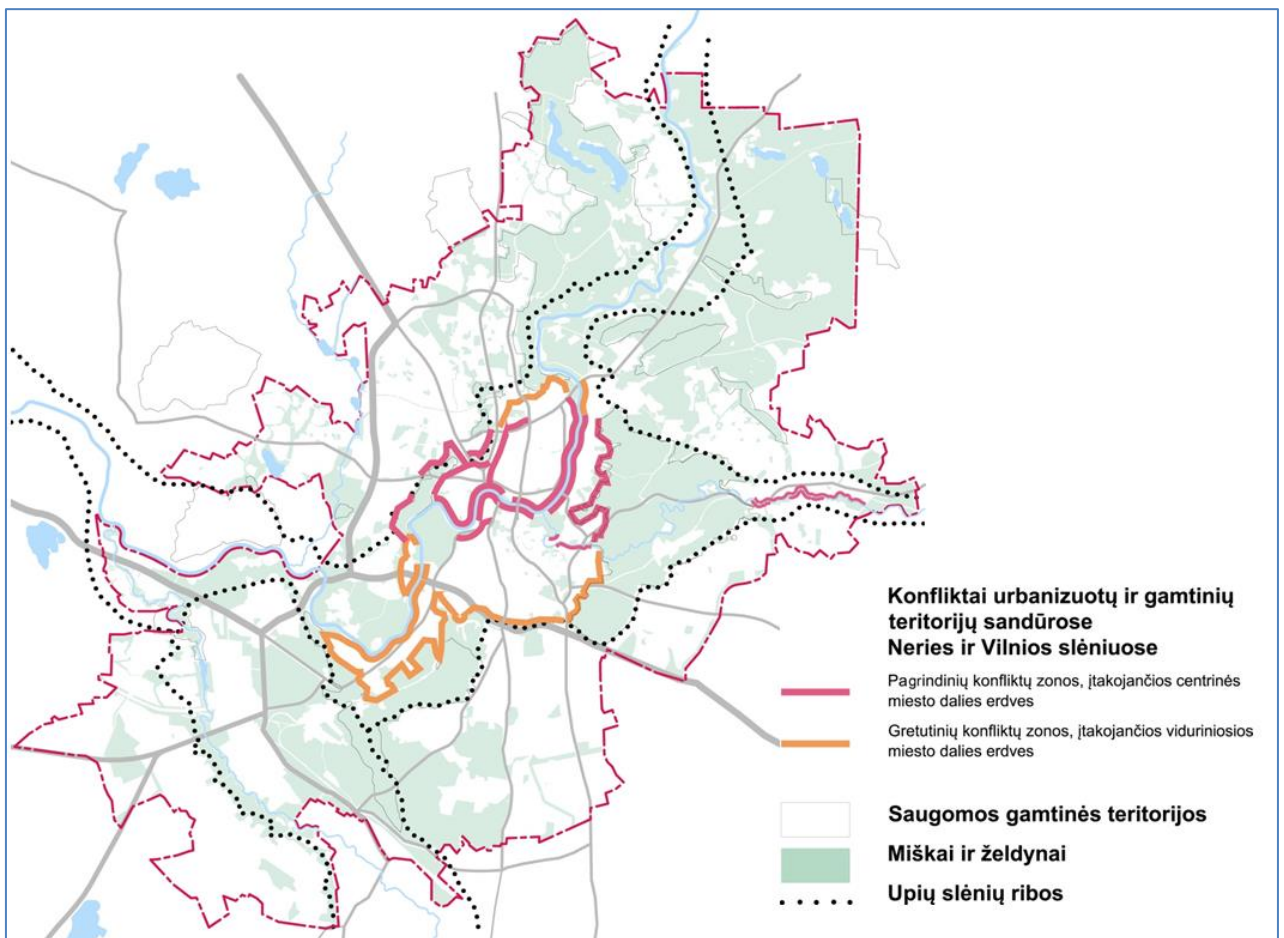 Konfliktai urbanizuotų ir gamtinių
teritorijų sandūrose
Neries ir Vilnios slėniuose
Pagrindinių konfliktų zonos, įtakojančios centrinės
miesto dalies erdves
Gretutinių konfliktų zonos, įtakojančios viduriniosios
miesto dalies erdves
Saugomos gamtinės teritorijos
Miškai ir želdynai
Upių slėnių ribos